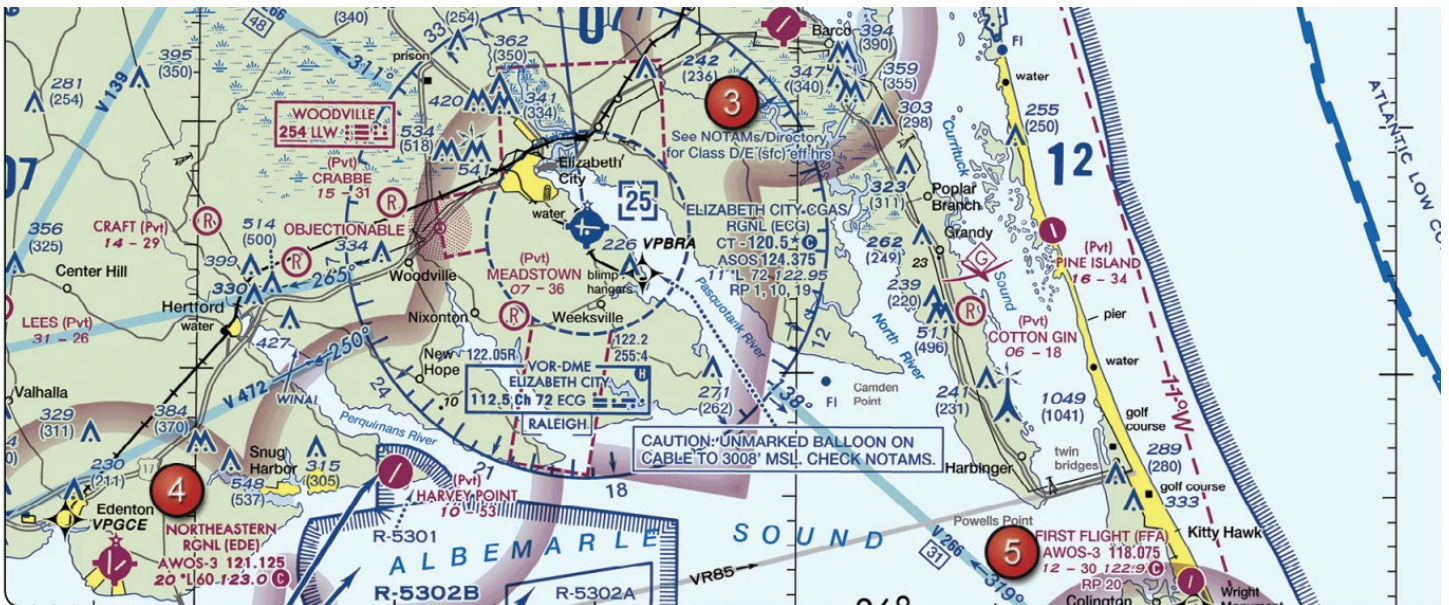 V 266
48
(340)
(254)
33
07
362
(350)
395
(350)
prison
311°
281
(254)
V 139
420
341
(334)
242
(236)
3
Barco
394
(390)
347
(340)
359
(355)
303
(298)
FI
water
255
(250)
ATLANTIC LOW CO
WOODVILLE
254 LLW
534
(518)
541
See NOTAMs/Directory
for Class D/E (sfc) eff hrs
Currituck
Sound
12
07
(Pvt)
CRABBE
15 - 31
R
Elizabeth
City
water
25
323
(311)
Poplar
Branch
356
(325)
CRAFT (Pvt)
14 - 29
R
OBJECTIONABLE
514
(500)
R
399
334
Center Hill
330
265°
Woodville
Hertford
water
ELIZABETH CITY CGAS/
RGNL (ECG)
CT - 120.5 C
ASOS 124.375
11 *L 72 122.95
RP 1, 10, 19
226
VPBRA
S
blimp
hangars
(Pvt)
MEADSTOWN
07 - 36
R
Weeksville
Nixonton
Pasquotank River
262
(249)
Grandy
23
G
(Pvt)
PINE ISLAND
16 - 34
239
(220)
R
(Pvt)
COTTON GIN
06 - 18
pier
511
(496)
North River
12
LEES (Pvt)
31 - 26
427
250°
V 472
WINAL
New
Hope
24
122.05R
122.2
255.4
H
VOR-DME
ELIZABETH CITY
112.5 Ch 72 ECG
RALEIGH
271
(262)
138°
FI
Camden
Point
water
11°W
Valhalla
329
(311)
384
(370)
10
Perquimans River
241
(231)
1049
(1041)
golf
course
CAUTION: UNMARKED BALLOON ON
CABLE TO 3008' MSL. CHECK NOTAMS.
Harbinger
twin
bridges
289
(280)
golf course
333
230
(211)
17
4
Snug
Harbor
315
(305)
548
(537)
21
18
Edenton
VPGCE
(Pvt)
HARVEY POINT
10 - 53
NORTHEASTERN
RGNL (EDE)
AWOS-3 121.125
20 *L 60 123.0 C
R-5301
ALBEMARLE SOUND
R-5302B
R-5302A
VR85
Powells Point
V 266
31
319°
5
FIRST FLIGHT (FFA)
AWOS-3 118.075
12 - 30 122.9 C
RP 20
Kitty Hawk
Colington
Wright
36°